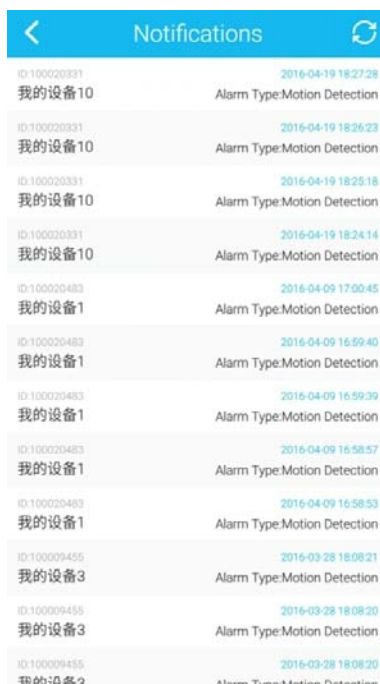 Notifications
ID:100020331 2016-04-19 18:27:28
我的设备10 Alarm Type:Motion Detection
ID:100020331 2016-04-19 18:26:23
我的设备10 Alarm Type:Motion Detection
ID:100020331 2016-04-19 18:25:18
我的设备10 Alarm Type:Motion Detection
ID:100020331 2016-04-19 18:24:14
我的设备10 Alarm Type:Motion Detection
ID:100020483 2016-04-09 17:00:45
我的设备1 Alarm Type:Motion Detection
ID:100020483 2016-04-09 16:59:40
我的设备1 Alarm Type:Motion Detection
ID:100020483 2016-04-09 16:59:39
我的设备1 Alarm Type:Motion Detection
ID:100020483 2016-04-09 16:58:57
我的设备1 Alarm Type:Motion Detection
ID:100020483 2016-04-09 16:58:53
我的设备1 Alarm Type:Motion Detection
ID:100009455 2016-03-28 18:08:21
我的设备3 Alarm Type:Motion Detection
ID:100009455 2016-03-28 18:08:20
我的设备3 Alarm Type:Motion Detection
ID:100009455 2016-03-28 18:08:20
我的设备3 Alarm Type:Motion Detection